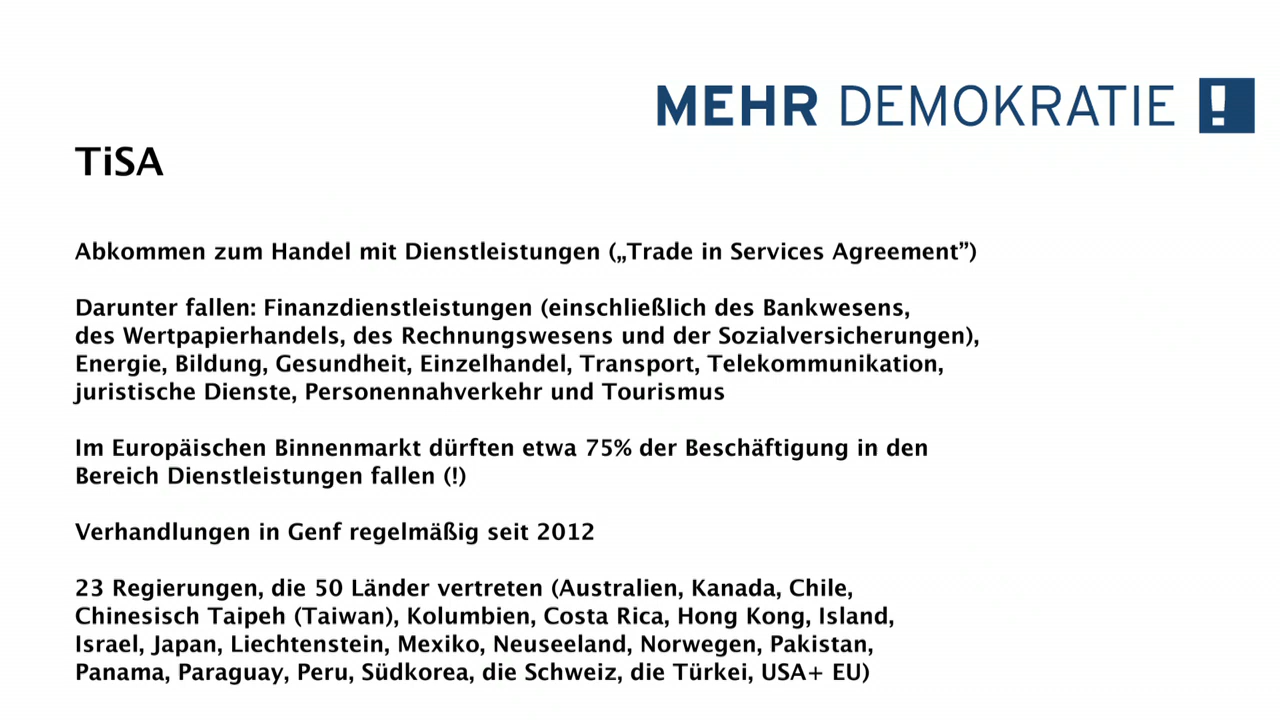 MEHR DEMOKRATIE !
TiSA
Abkommen zum Handel mit Dienstleistungen („Trade in Services Agreement”)
Darunter fallen: Finanzdienstleistungen (einschließlich des Bankwesens,
des Wertpapierhandels, des Rechnungswesens und der Sozialversicherungen),
Energie, Bildung, Gesundheit, Einzelhandel, Transport, Telekommunikation,
juristische Dienste, Personennahverkehr und Tourismus
Im Europäischen Binnenmarkt dürften etwa 75% der Beschäftigung in den
Bereich Dienstleistungen fallen (!)
Verhandlungen in Genf regelmäßig seit 2012
23 Regierungen, die 50 Länder vertreten (Australien, Kanada, Chile,
Chinesisch Taipeh (Taiwan), Kolumbien, Costa Rica, Hong Kong, Island,
Israel, Japan, Liechtenstein, Mexiko, Neuseeland, Norwegen, Pakistan,
Panama, Paraguay, Peru, Südkorea, die Schweiz, die Türkei, USA+ EU)